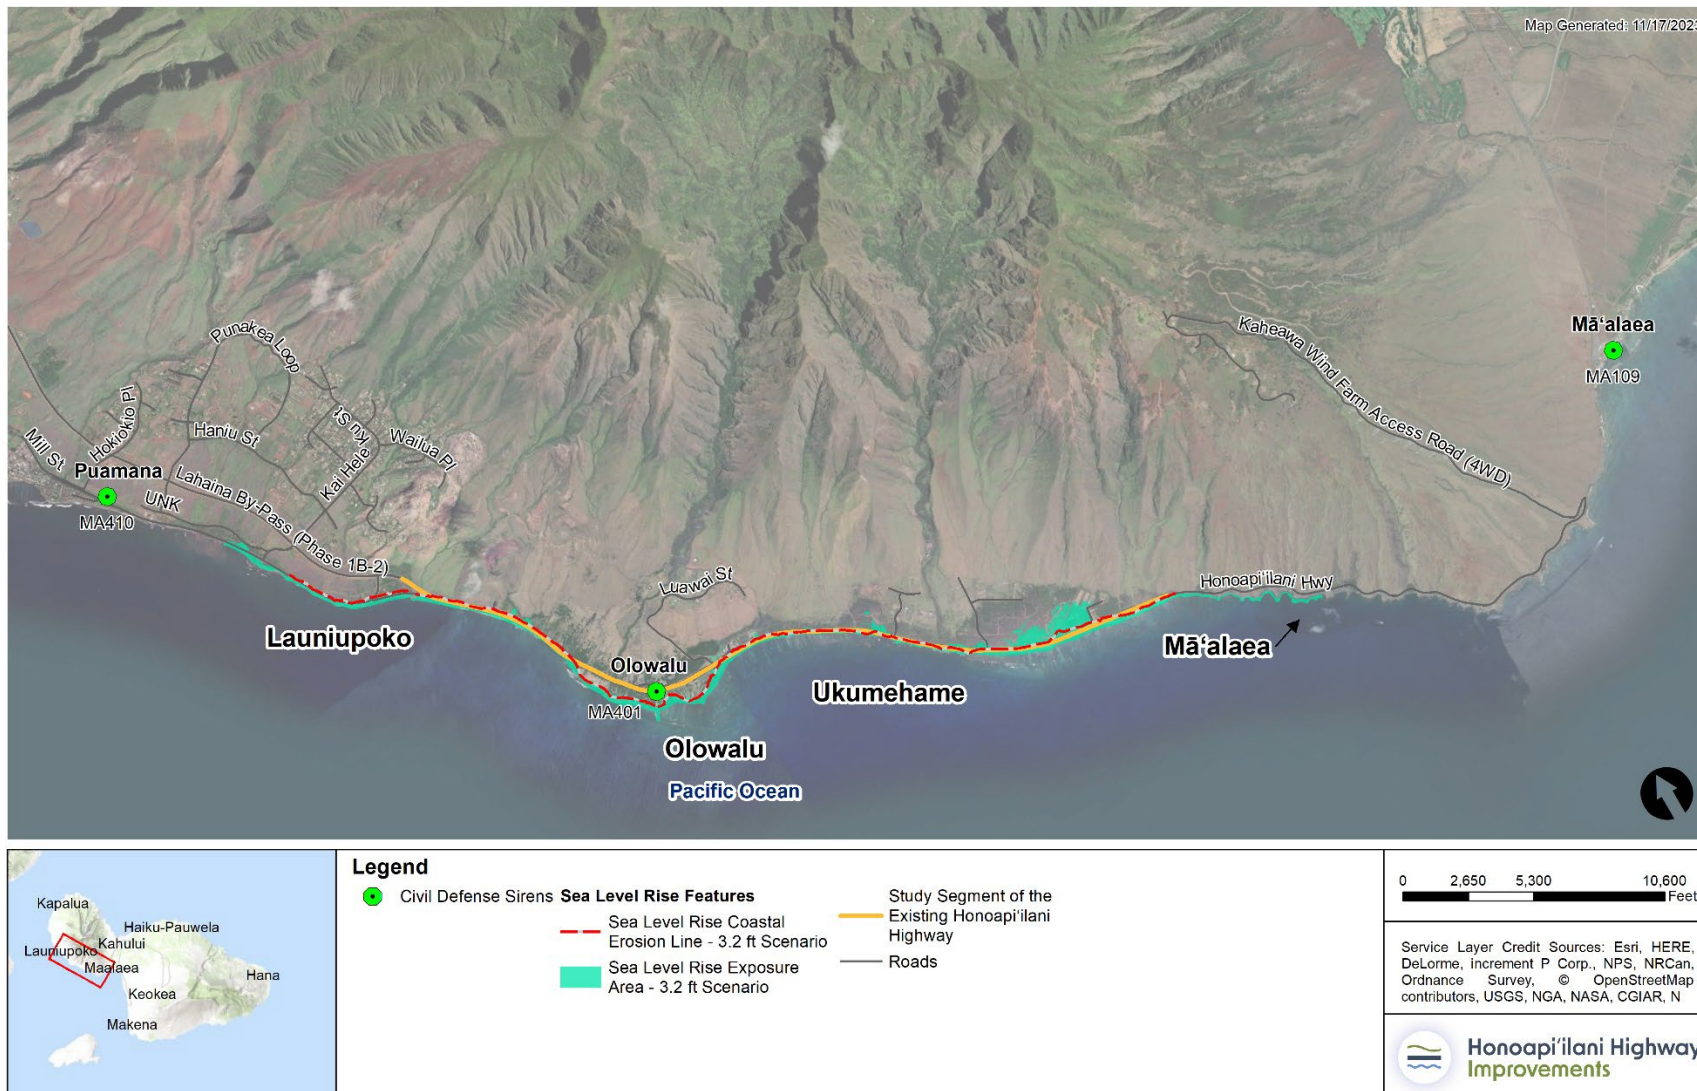 Map Generated: 11/17/2023
Mā‘alaea
MA109
Kaheawa Wind Farm Access Road (4WD)
Punakea Loop
Hokiokio Pl
Haniu St
Kiu St
Wailua Pl
Kai Hele
Mill St
Puamana
MA410
UNK
Lahaina By-Pass (Phase 1B-2)
Luawai St
Honoapi‘ilani Hwy
Launiupoko
Olowalu
MA401
Ukumehame
Mā‘alaea
Olowalu
Pacific Ocean
Kapalua
Haiku-Pauwela
Kahului
Launiupoko
Maalaea
Hana
Keokea
Makena
Legend
Civil Defense Sirens
Sea Level Rise Features
Sea Level Rise Coastal
Erosion Line - 3.2 ft Scenario
Sea Level Rise Exposure
Area - 3.2 ft Scenario
Study Segment of the
Existing Honoapi‘ilani
Highway
Roads
0 2,650 5,300 10,600
Feet
Service Layer Credit Sources: Esri, HERE,
DeLorme, increment P Corp., NPS, NRCan,
Ordnance Survey, © OpenStreetMap
contributors, USGS, NGA, NASA, CGIAR, N
Honoapi‘ilani Highway
Improvements